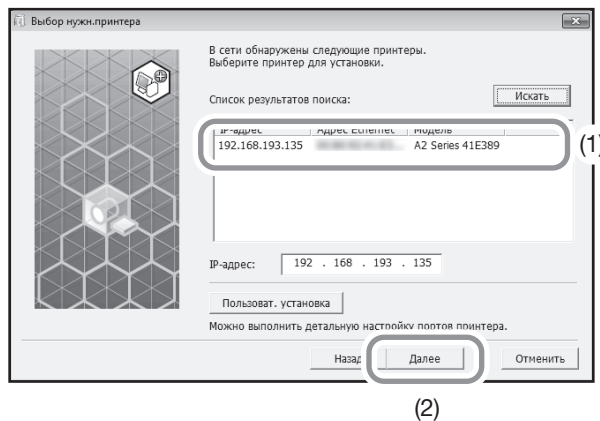 Выбор нужн.принтера
В сети обнаружены следующие принтеры.
Выберите принтер для установки.
Список результатов поиска:
Искать
IP-адрес Адрес Ethernet Модель
192.168.193.135 A2 Series 41E389
(1)
IP-адрес: 192 . 168 . 193 . 135
Пользоват. установка
Можно выполнить детальную настройку портов принтера.
Назад Далее Отменить
(2)